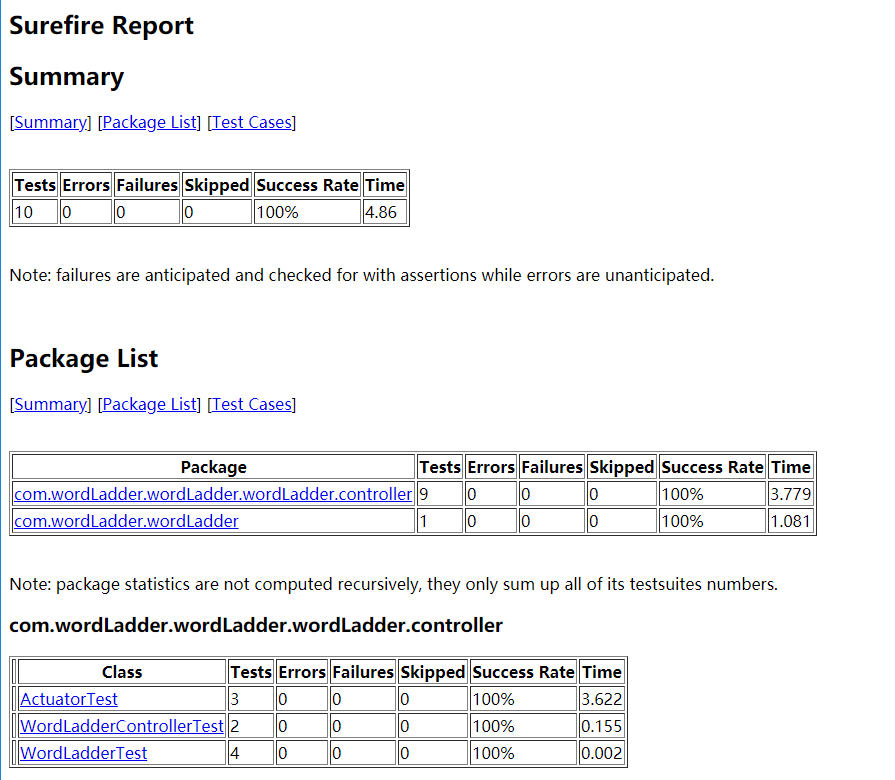 Surefire Report
Summary
[Summary] [Package List] [Test Cases]
Tests Errors Failures Skipped Success Rate Time
10 0 0 0 100% 4.86
Note: failures are anticipated and checked for with assertions while errors are unanticipated.
Package List
[Summary] [Package List] [Test Cases]
Package Tests Errors Failures Skipped Success Rate Time
com.wordLadder.wordLadder.wordLadder.controller 9 0 0 0 100% 3.779
com.wordLadder.wordLadder 1 0 0 0 100% 1.081
Note: package statistics are not computed recursively, they only sum up all of its testsuites numbers.
com.wordLadder.wordLadder.wordLadder.controller
Class Tests Errors Failures Skipped Success Rate Time
ActuatorTest 3 0 0 0 100% 3.622
WordLadderControllerTest 2 0 0 0 100% 0.155
WordLadderTest 4 0 0 0 100% 0.002